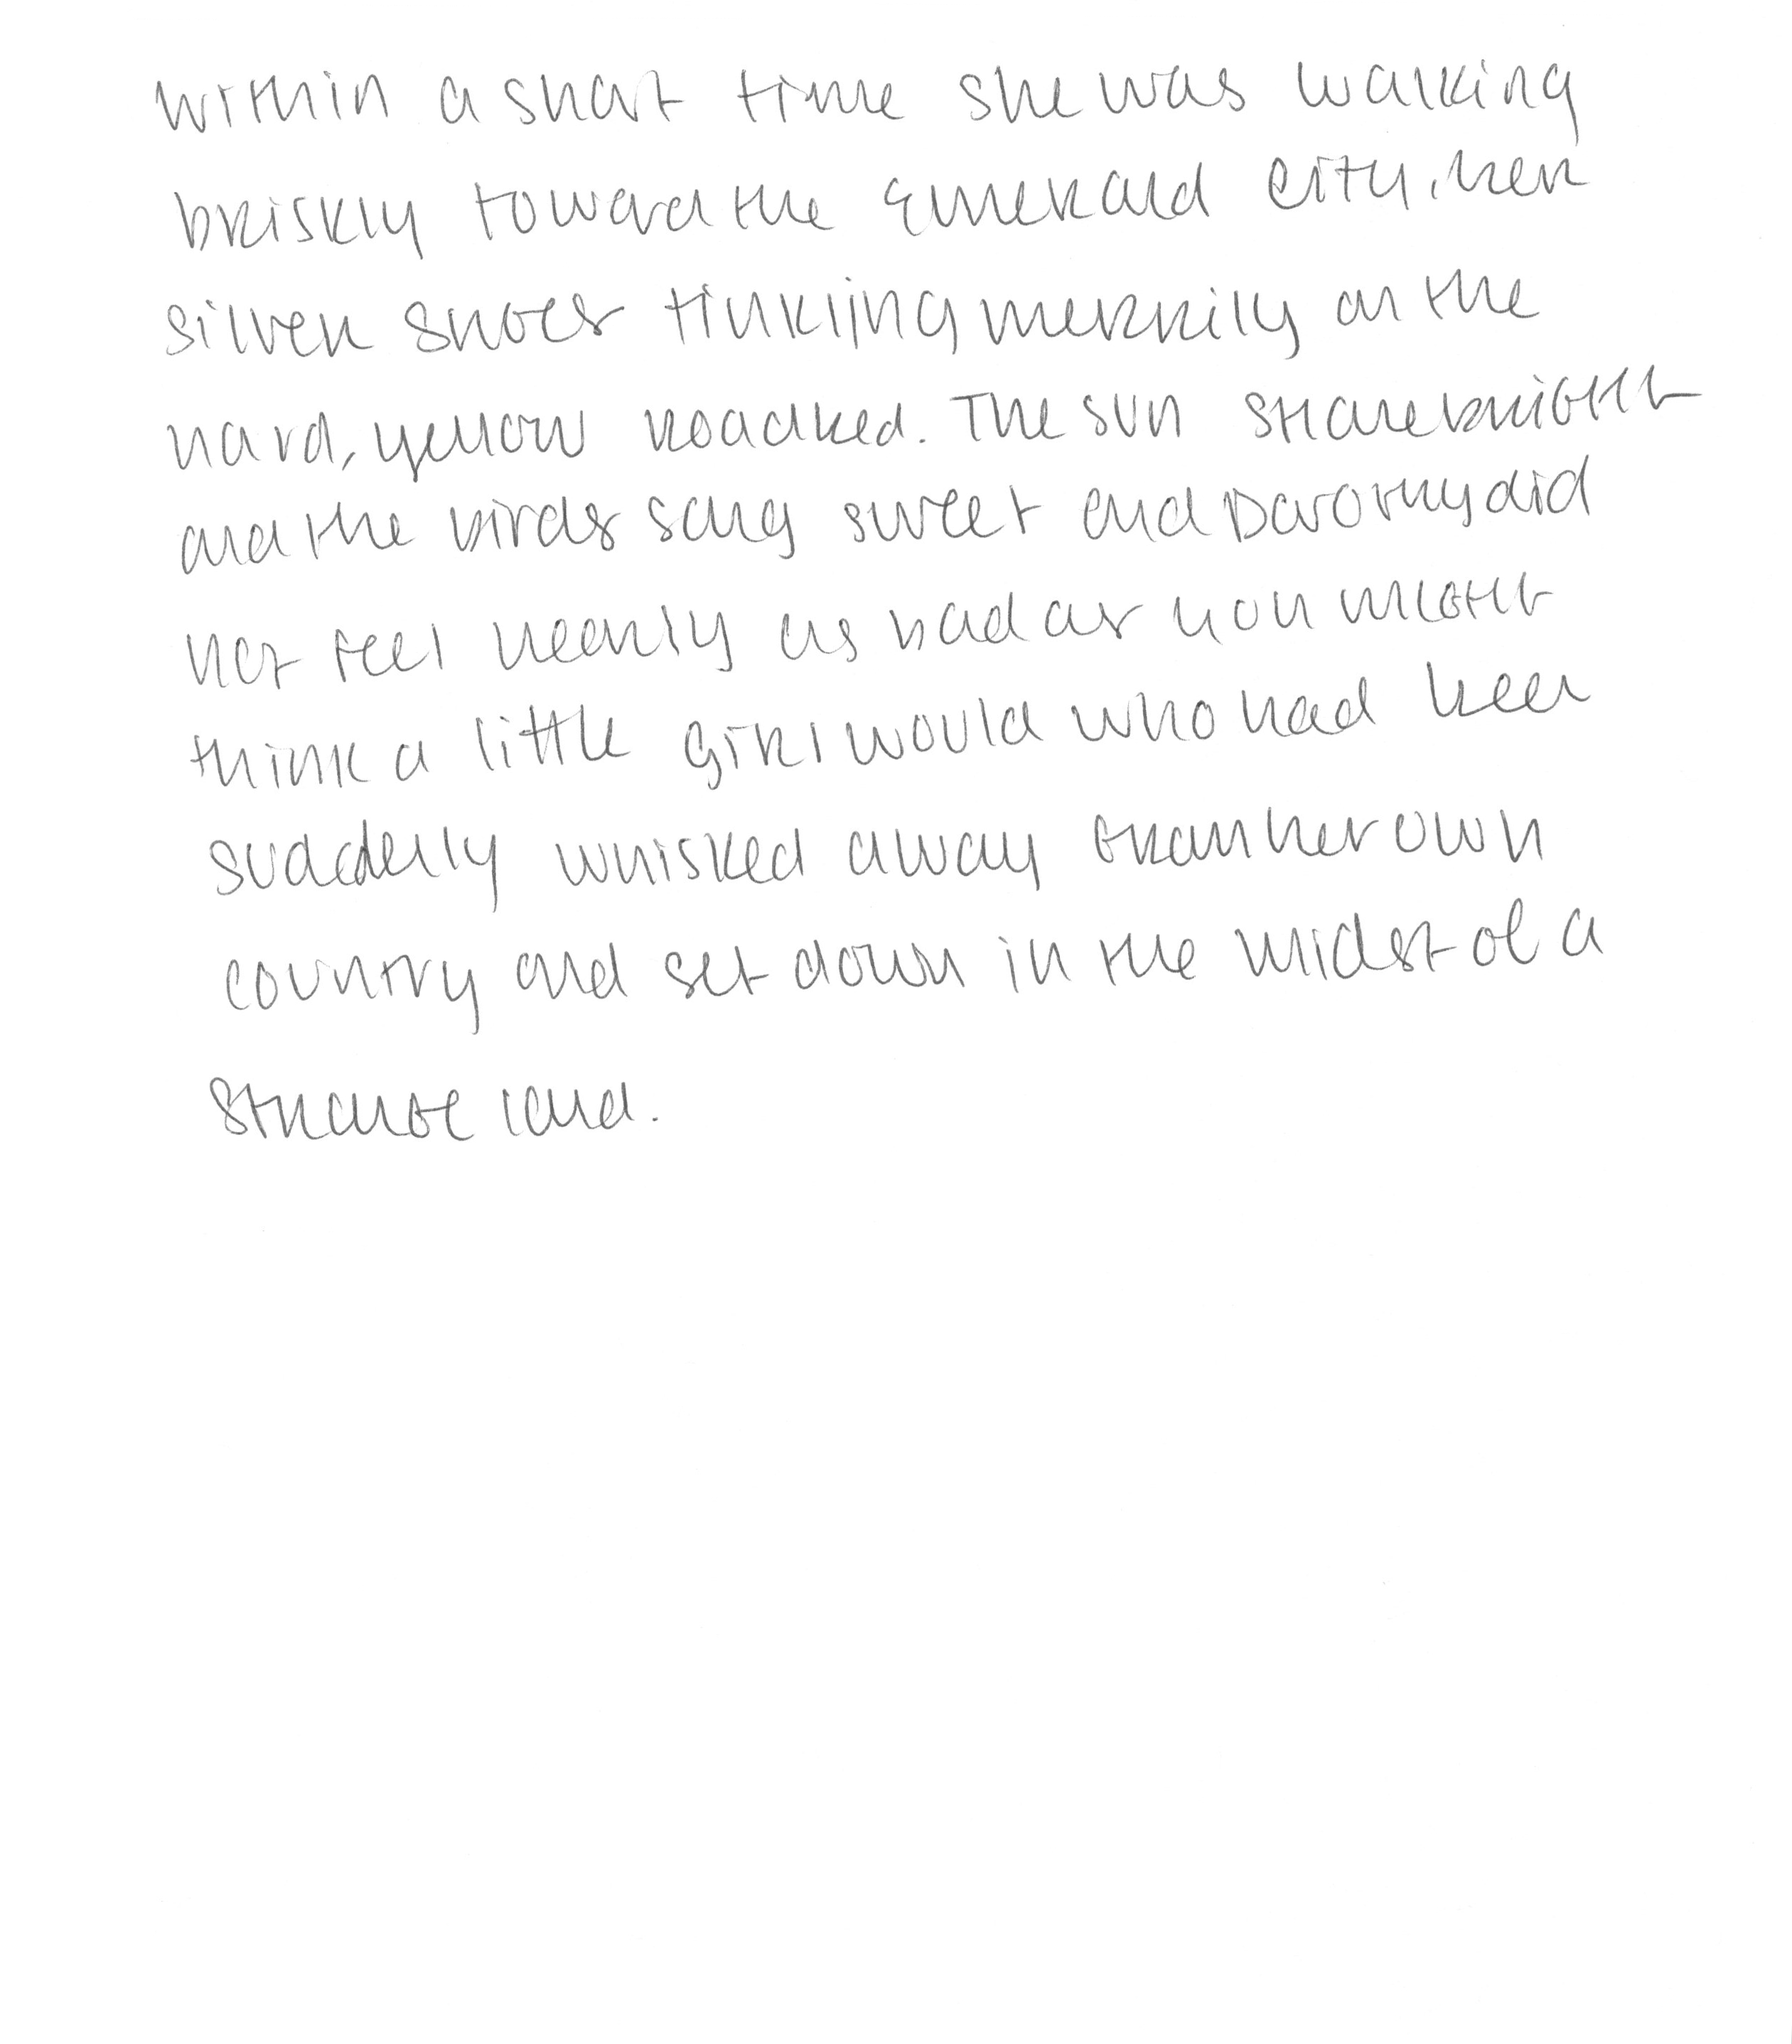 within a short time she was walking
briskly toward the Emerald City, her
silver shoes tinkling merrily on the
hard, yellow roadbed. The sun shone bright
and the birds sang sweet and Dorothy did
not feel nearly as bad as you might
think a little girl would who had been
suddenly whisked away from her own
country and set down in the midst of a
strange land.